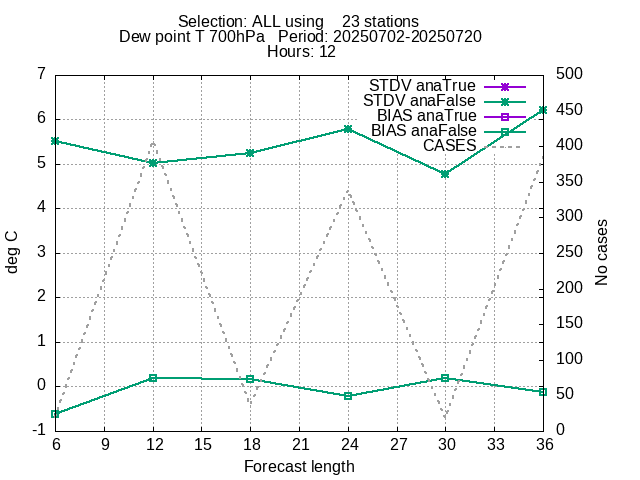 Selection: ALL using    23 stations
Dew point T 700hPa   Period: 20250702-20250720
Hours: 12
STDV anaTrue
STDV anaFalse
BIAS anaTrue
BIAS anaFalse
CASES
deg C
7
6
5
4
3
2
1
0
-1
500
450
400
350
300
250
200
150
100
50
0
No cases
6 9 12 15 18 21 24 27 30 33 36
Forecast length